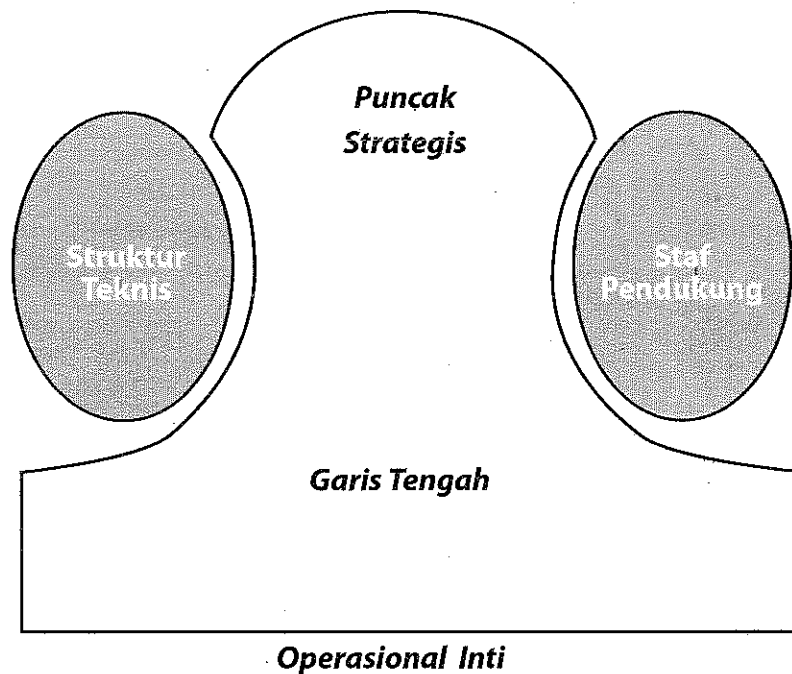 Puncak
Strategis
Struktur
Teknis
Staf
Pendukung
Garis Tengah
Operasional Inti